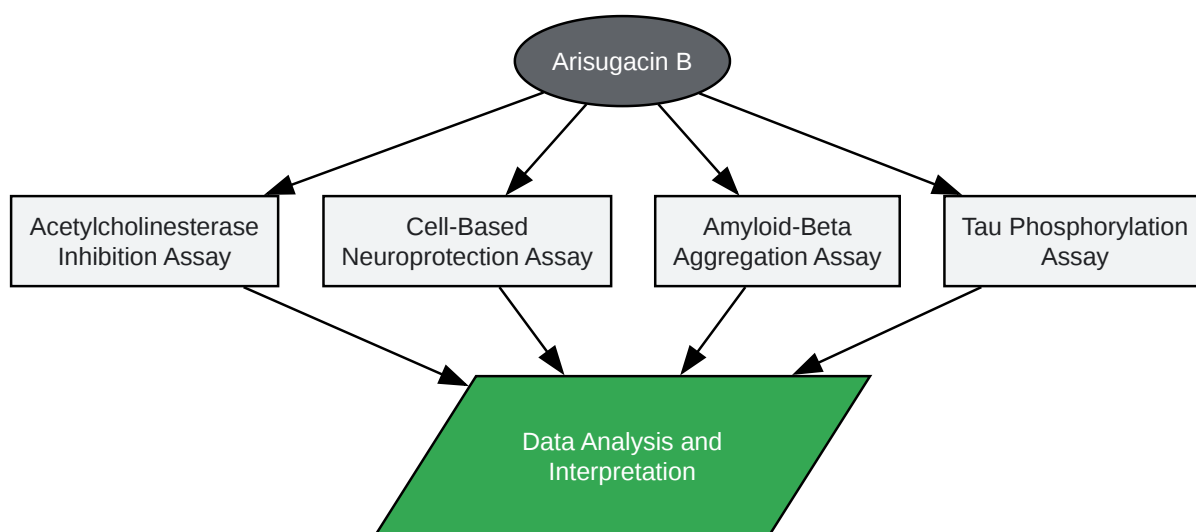 Arisugacin B
Acetylcholinesterase
Inhibition Assay
Cell-Based
Neuroprotection Assay
Amyloid-Beta
Aggregation Assay
Tau Phosphorylation
Assay
Data Analysis and
Interpretation